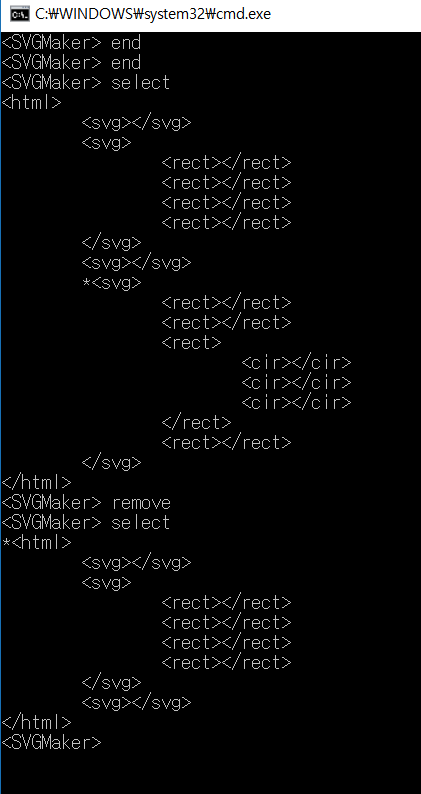 C:₩WINDOWS₩system32₩cmd.exe
<SVGMaker> end
<SVGMaker> end
<SVGMaker> select
<html>
        <svg></svg>
        <svg>
                <rect></rect>
                <rect></rect>
                <rect></rect>
                <rect></rect>
        </svg>
        <svg></svg>
        *<svg>
                <rect></rect>
                <rect></rect>
                <rect>
                        <cir></cir>
                        <cir></cir>
                        <cir></cir>
                </rect>
                <rect></rect>
        </svg>
</html>
<SVGMaker> remove
<SVGMaker> select
*<html>
        <svg></svg>
        <svg>
                <rect></rect>
                <rect></rect>
                <rect></rect>
                <rect></rect>
        </svg>
        <svg></svg>
</html>
<SVGMaker>